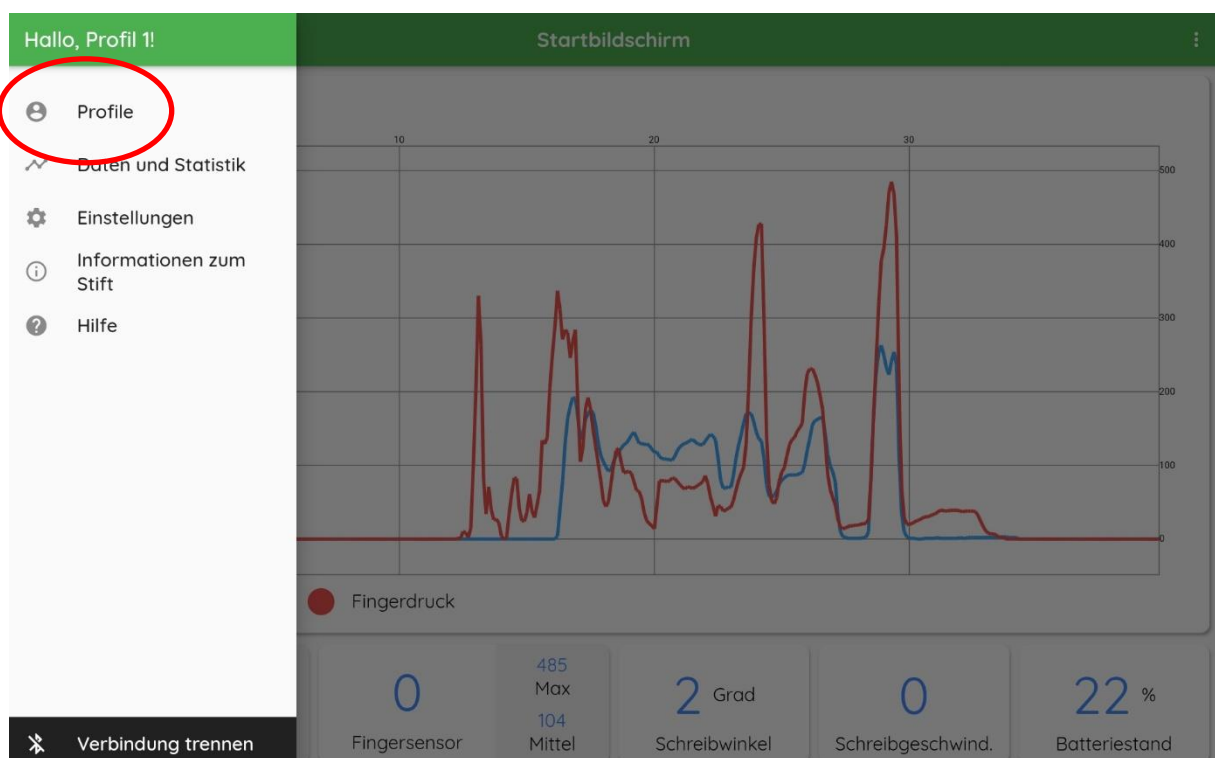 Hallo, Profil 1!
Startbildschirm
Profile
Daten und Statistik
Einstellungen
Informationen zum
Stift
Hilfe
Verbindung trennen
10
20
30
500
400
300
200
100
0
Fingerdruck
0
Fingersensor
485
Max
104
Mittel
2 Grad
Schreibwinkel
0
Schreibgeschwind.
22 %
Batteriestand